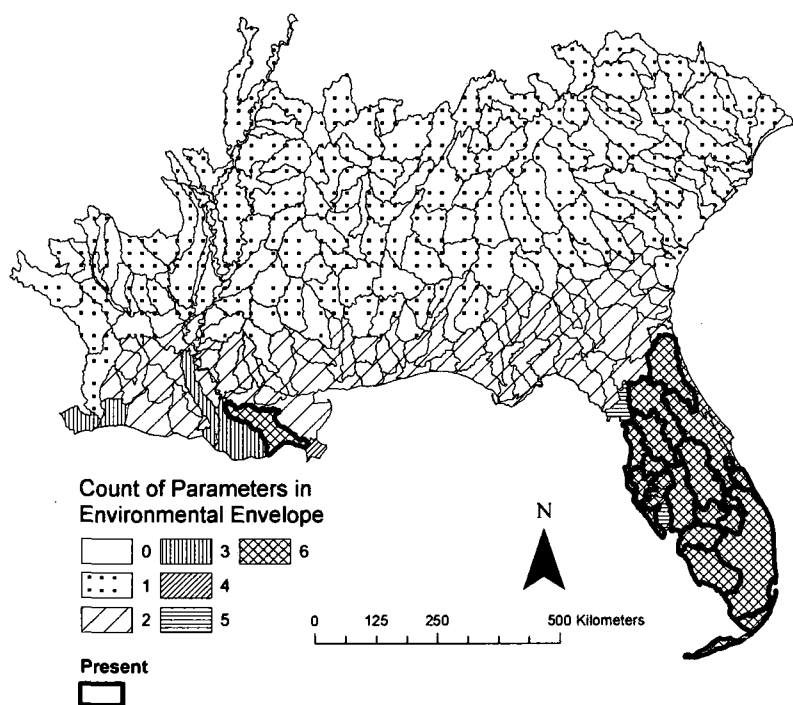 Count of Parameters in
Environmental Envelope
0 3 6
1 4
2 5
Present
N
0 125 250 500 Kilometers